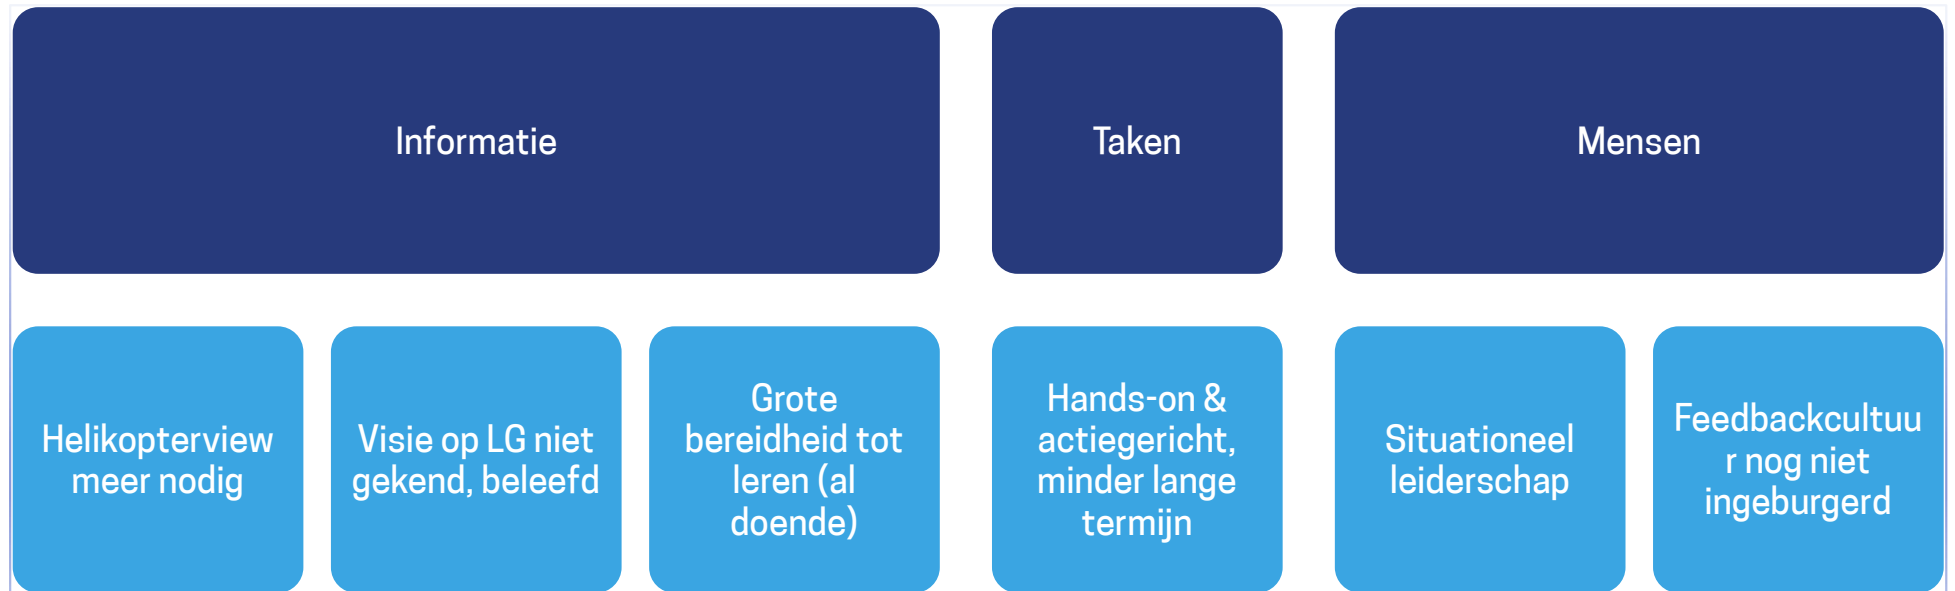 Informatie
Taken
Mensen
Helikopterview
meer nodig
Visie op LG niet
gekend, beleefd
Grote
bereidheid tot
leren (al
doende)
Hands-on &
actiegericht,
minder lange
termijn
Situationeel
leiderschap
Feedbackcultuu
r nog niet
ingeburgerd